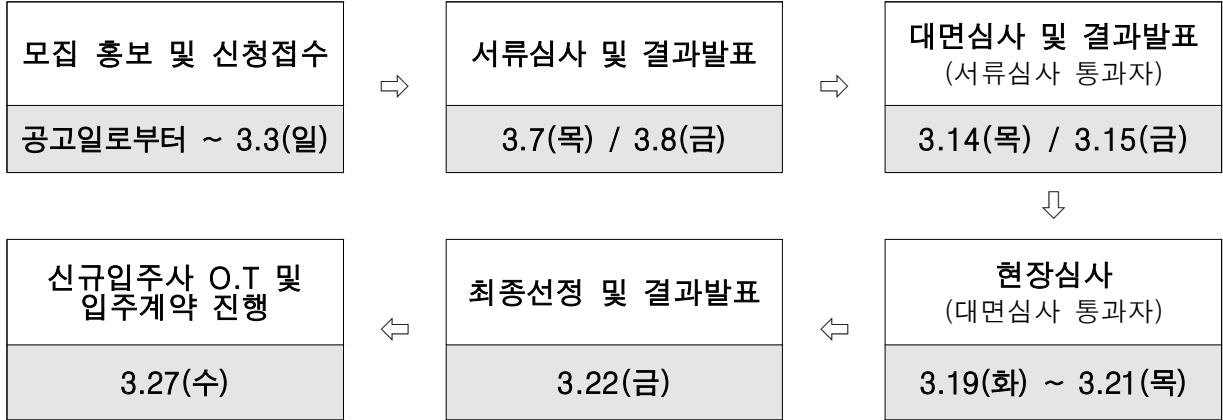 모집 홍보 및 신청접수
공고일로부터 ~ 3.3(일)
서류심사 및 결과발표
3.7(목) / 3.8(금)
대면심사 및 결과발표
(서류심사 통과자)
3.14(목) / 3.15(금)
현장심사
(대면심사 통과자)
3.19(화) ~ 3.21(목)
최종선정 및 결과발표
3.22(금)
신규입주사 O.T 및
입주계약 진행
3.27(수)